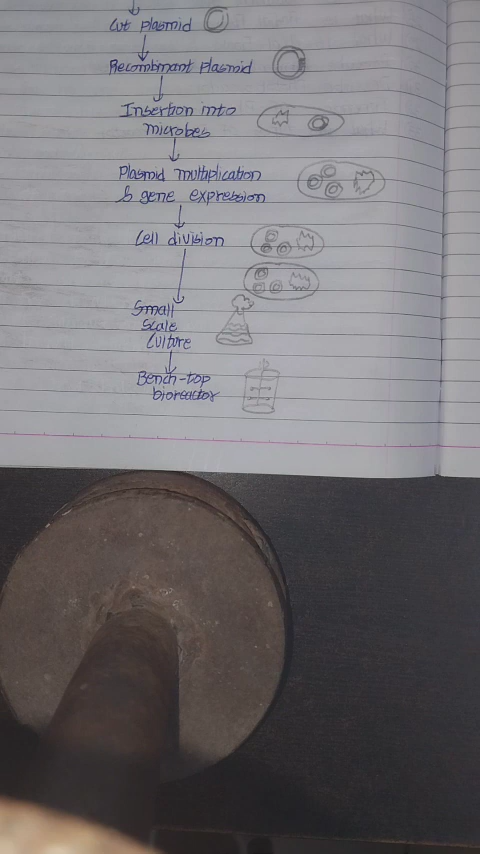 Cut plasmid
Recombinant plasmid
Insertion into
microbes
Plasmid multiplication
& gene expression
Cell division
Small
scale
culture
Bench-top
bioreactor